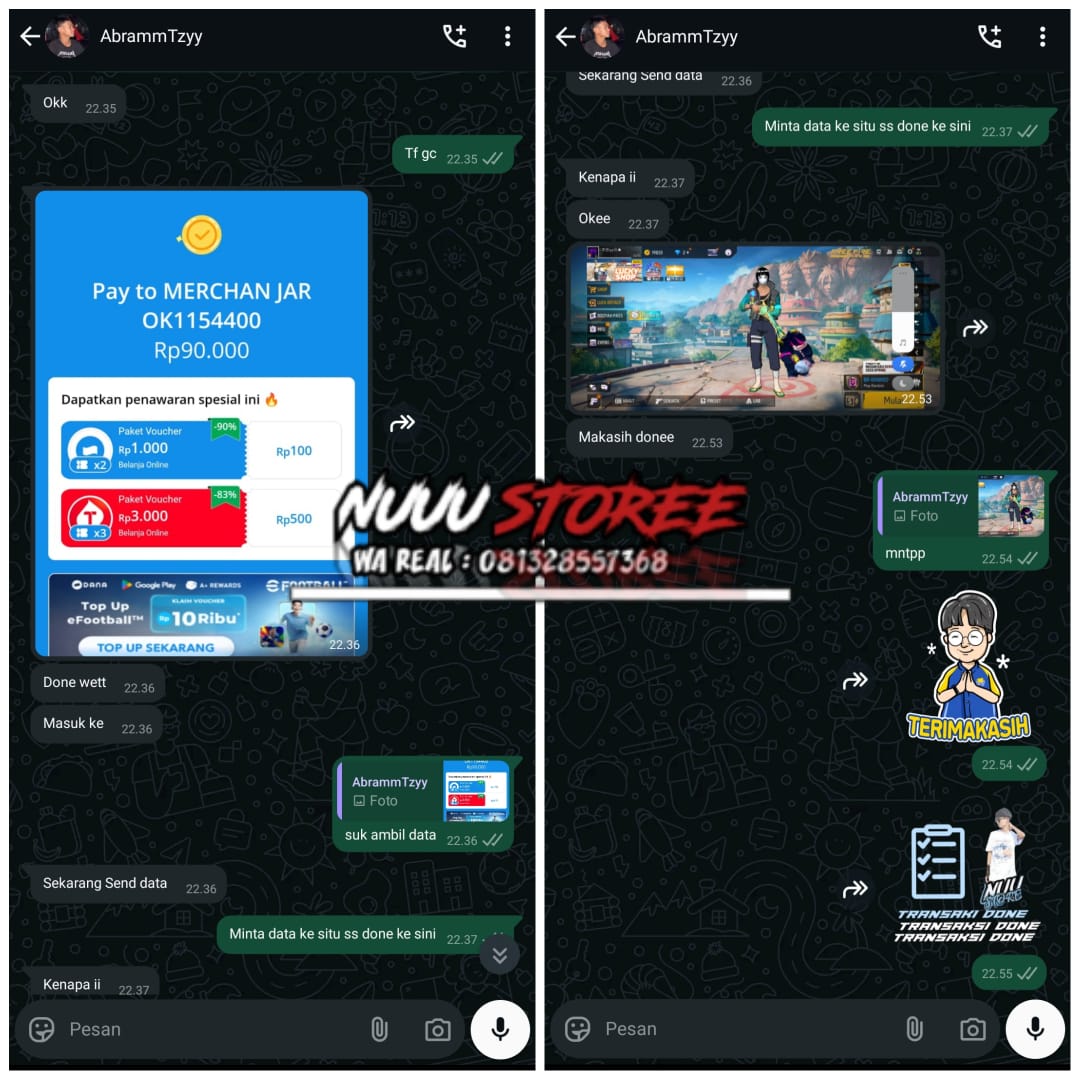 AbrammTzyy
Okk 22.35
Tf gc 22.35
Pay to MERCHAN JAR
OK1154400
Rp90.000
Dapatkan penawaran spesial ini 🔥
Paket Voucher
-90%
Rp1.000
Rp100
x2
Belanja Online
Paket Voucher
-83%
Rp3.000
Rp500
x3
Belanja Online
DANA Google Play A+ REWARDS
EFOOTBALL
Top Up
eFootball™
KLAIM VOUCHER
Rp 10Ribu*
TOP UP SEKARANG
22.36
Done wett 22.36
Masuk ke 22.36
AbrammTzyy
Foto
suk ambil data 22.36
Sekarang Send data 22.36
Minta data ke situ ss done ke sini 22.37
Kenapa ii 22.37
Pesan
NUUU STOREE
WA REAL : 081328557368
AbrammTzyy
Sekarang Send data 22.36
Minta data ke situ ss done ke sini 22.37
Kenapa ii 22.37
Okee 22.37
LUCKY
SHOP
Mula
22.53
Makasih donee 22.53
AbrammTzyy
Foto
mntpp 22.54
TERIMAKASIH
22.54
NUU
STORE
TRANSAKI DONE
TRANSAKSI DONE
TRANSAKSI DONE
22.55
Pesan